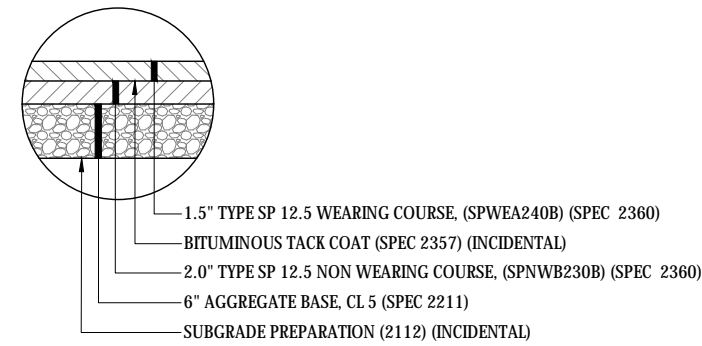 1.5" TYPE SP 12.5 WEARING COURSE, (SPWEA240B) (SPEC 2360)
BITUMINOUS TACK COAT (SPEC 2357) (INCIDENTAL)
2.0" TYPE SP 12.5 NON WEARING COURSE, (SPNWB230B) (SPEC 2360)
6" AGGREGATE BASE, CL 5 (SPEC 2211)
SUBGRADE PREPARATION (2112) (INCIDENTAL)